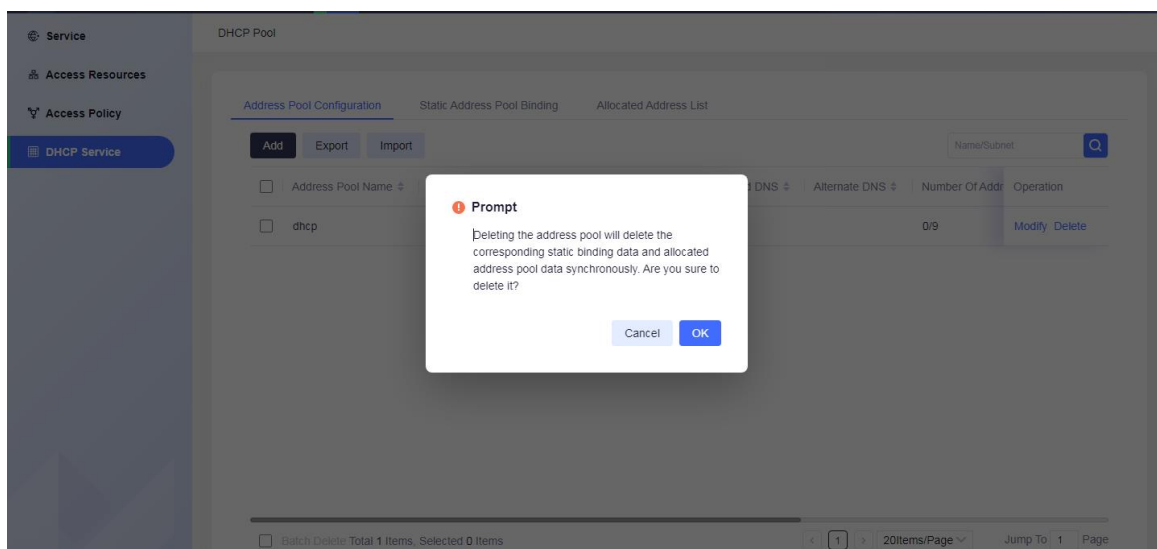 Service
DHCP Pool
Access Resources
Address Pool Configuration Static Address Pool Binding Allocated Address List
Access Policy
Add Export Import Name/Subnet
DHCP Service
Address Pool Name d DNS Alternate DNS Number Of Addr Operation
dhcp 0/9 Modify Delete
Prompt
Deleting the address pool will delete the
corresponding static binding data and allocated
address pool data synchronously. Are you sure to
delete it?
Cancel OK
Batch Delete Total 1 Items, Selected 0 Items 1 20Items/Page Jump To 1 Page